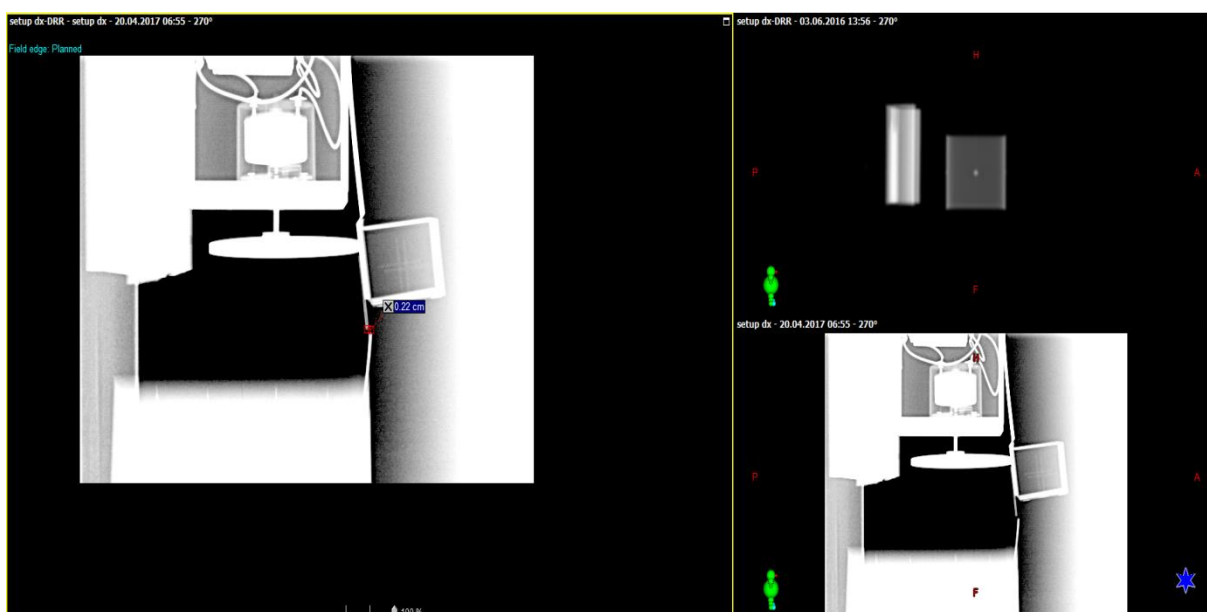 setup dx-DRR - setup dx - 20.04.2017 06:55 - 270°
Field edge: Planned
0.22 cm
100 %
setup dx-DRR - 03.06.2016 13:56 - 270°
H
P
A
F
setup dx - 20.04.2017 06:55 - 270°
H
P
A
F